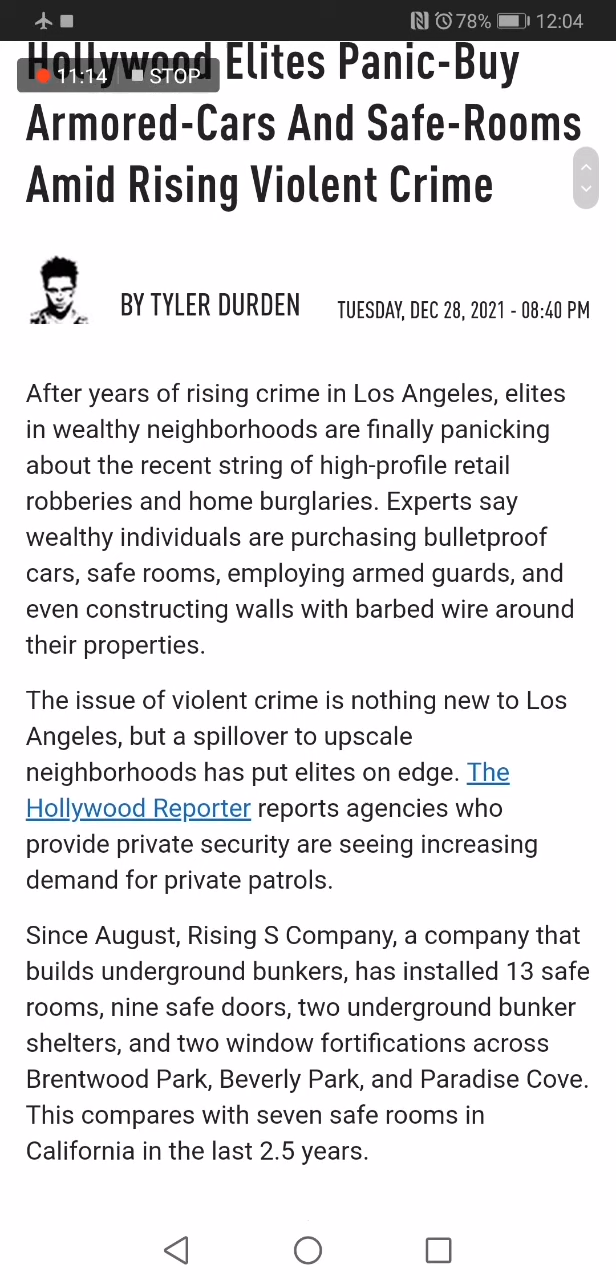 78% 12:04
Hollywood Elites Panic-Buy
11:14 STOP
Armored-Cars And Safe-Rooms
Amid Rising Violent Crime
BY TYLER DURDEN TUESDAY, DEC 28, 2021 - 08:40 PM
After years of rising crime in Los Angeles, elites
in wealthy neighborhoods are finally panicking
about the recent string of high-profile retail
robberies and home burglaries. Experts say
wealthy individuals are purchasing bulletproof
cars, safe rooms, employing armed guards, and
even constructing walls with barbed wire around
their properties.
The issue of violent crime is nothing new to Los
Angeles, but a spillover to upscale
neighborhoods has put elites on edge. The
Hollywood Reporter reports agencies who
provide private security are seeing increasing
demand for private patrols.
Since August, Rising S Company, a company that
builds underground bunkers, has installed 13 safe
rooms, nine safe doors, two underground bunker
shelters, and two window fortifications across
Brentwood Park, Beverly Park, and Paradise Cove.
This compares with seven safe rooms in
California in the last 2.5 years.